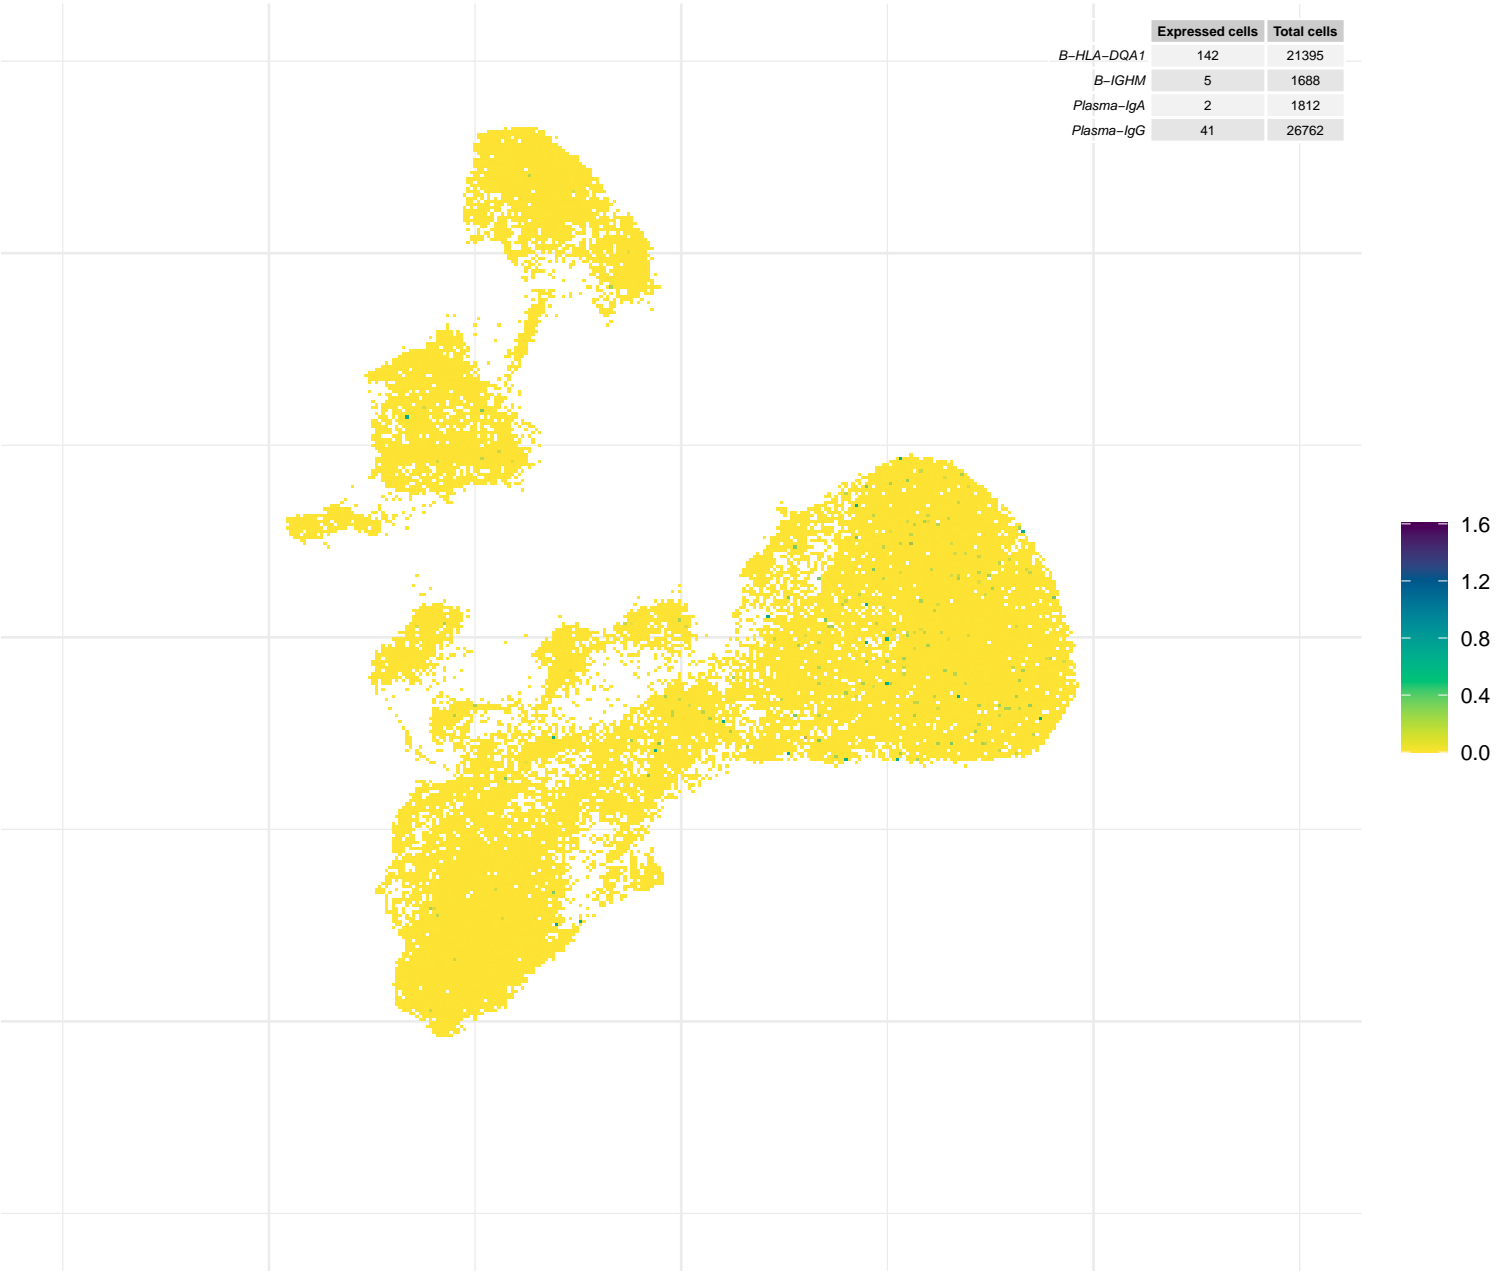 Expressed cells Total cells
B−HLA−DQA1 142 21395
B−IGHM 5 1688
Plasma−IgA 2 1812
Plasma−IgG 41 26762
1.6
1.2
0.8
0.4
0.0